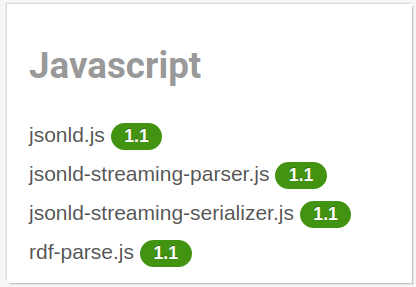 Javascript
jsonld.js 1.1
jsonld-streaming-parser.js 1.1
jsonld-streaming-serializer.js 1.1
rdf-parse.js 1.1